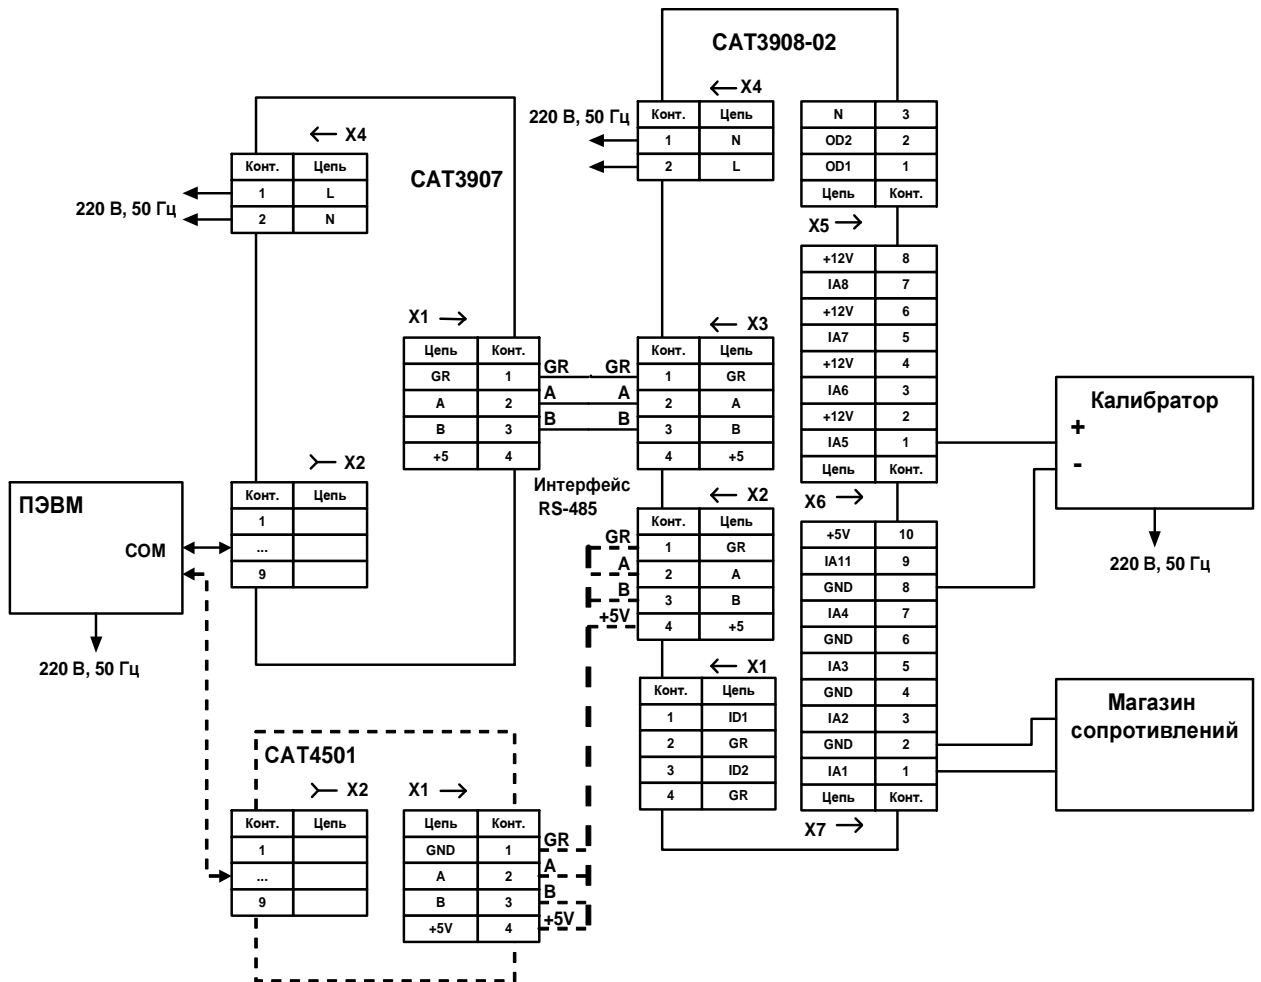 САТ3908-02
← X4
220 В, 50 Гц
Конт. Цепь
1 N
2 L
N 3
OD2 2
OD1 1
Цепь Конт.
X5 →
← X4
САТ3907
Конт. Цепь
1 L
2 N
220 В, 50 Гц
+12V 8
IA8 7
+12V 6
IA7 5
+12V 4
IA6 3
+12V 2
IA5 1
Цепь Конт.
X6 →
X1 →
Цепь Конт.
GR 1
A 2
B 3
+5 4
GR GR
A A
B B
← X3
Конт. Цепь
1 GR
2 A
3 B
4 +5
Интерфейс
RS-485
Калибратор
+
-
220 В, 50 Гц
X2
Конт. Цепь
1
...
9
ПЭВМ
COM
220 В, 50 Гц
← X2
Конт. Цепь
GR 1 GR
A 2 A
B 3 B
+5V 4 +5
← X1
Конт. Цепь
1 ID1
2 GR
3 ID2
4 GR
+5V 10
IA11 9
GND 8
IA4 7
GND 6
IA3 5
GND 4
IA2 3
GND 2
IA1 1
Цепь Конт.
X7 →
Магазин
сопротивлений
САТ4501
X2
Конт. Цепь
1
...
9
X1 →
Цепь Конт.
GND 1 GR
A 2 A
B 3 B
+5V 4 +5V